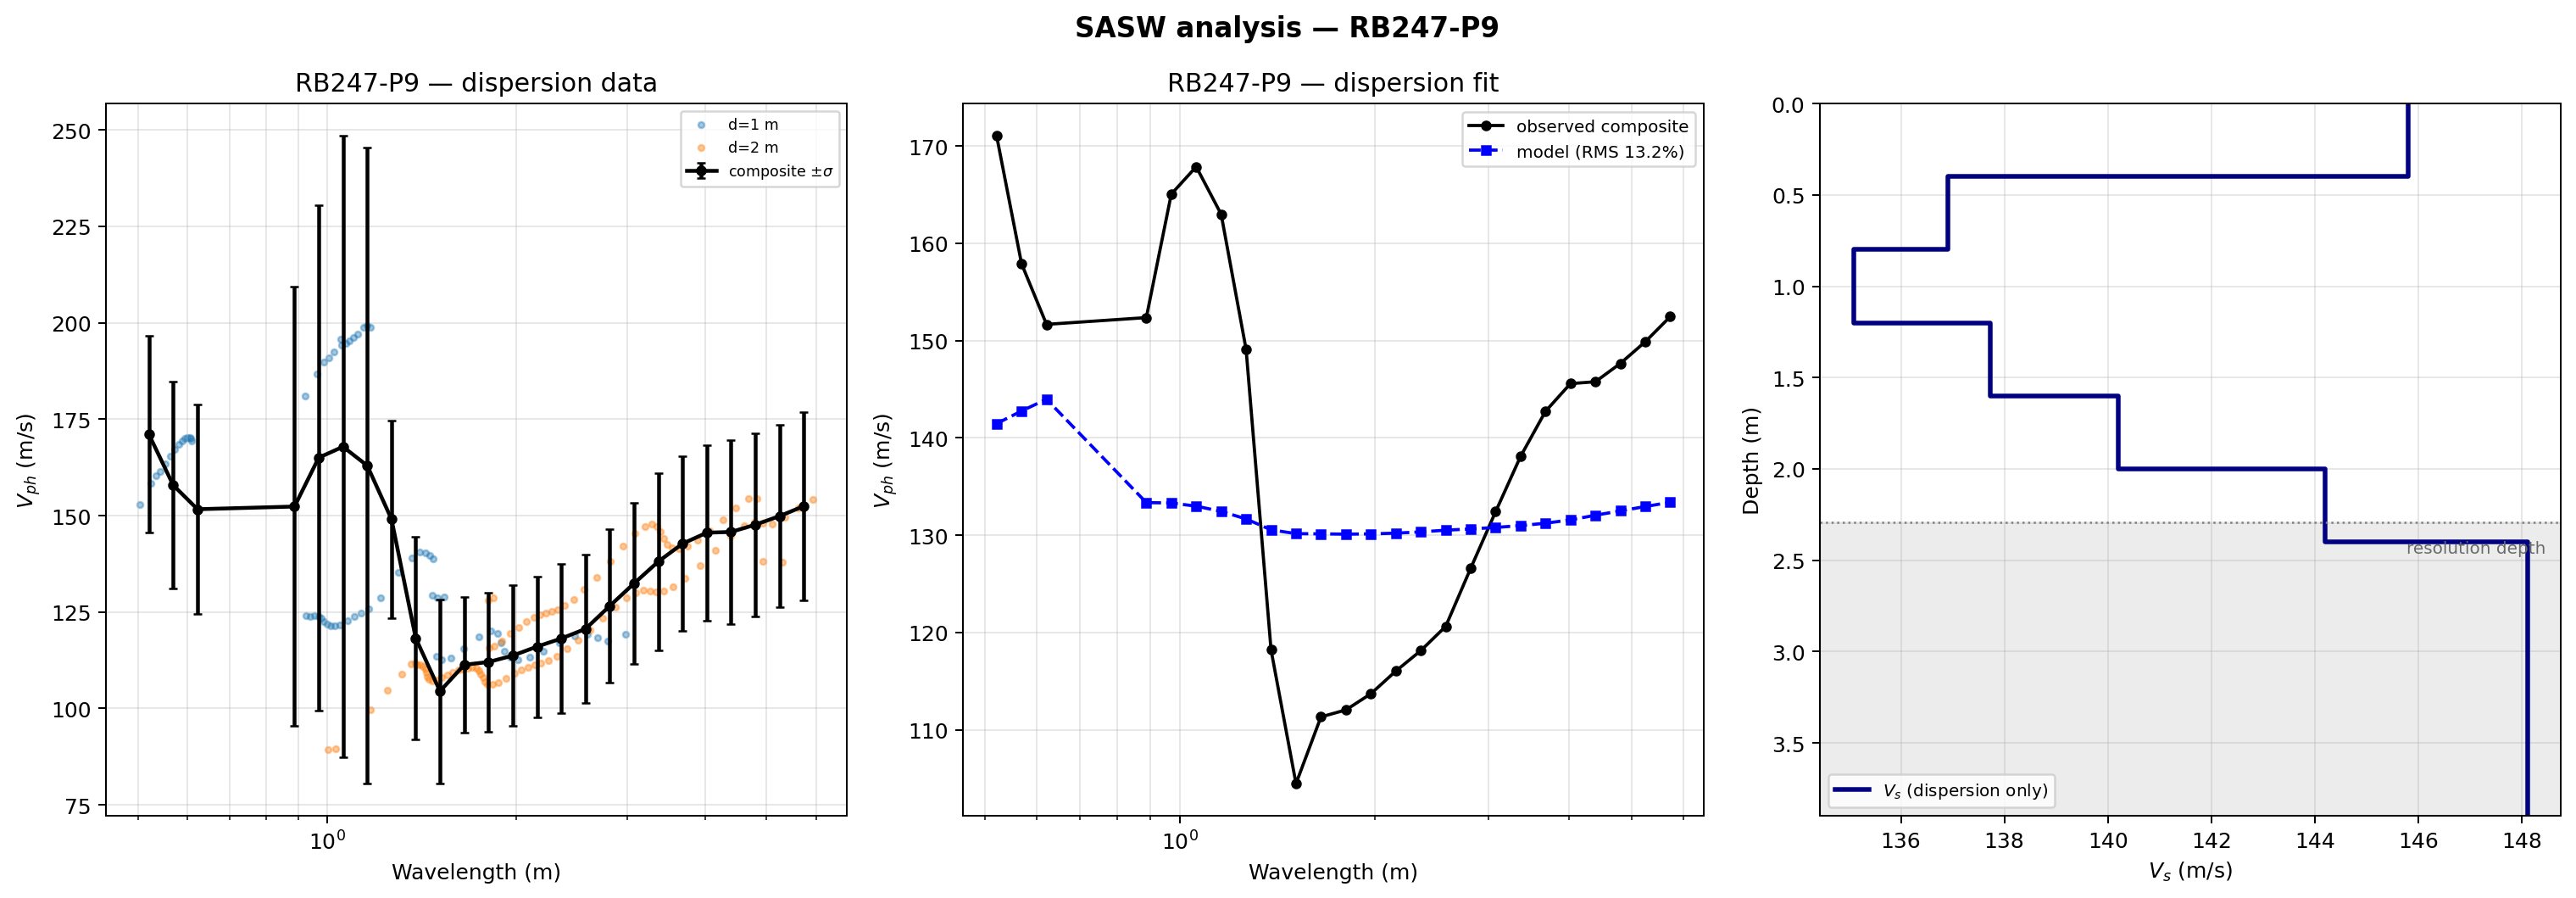 SASW analysis — RB247-P9
RB247-P9 — dispersion data
250
225
200
175
150
125
100
75
V_ph (m/s)
10^0
Wavelength (m)
d=1 m
d=2 m
composite ±σ
RB247-P9 — dispersion fit
170
160
150
140
130
120
110
V_ph (m/s)
10^0
Wavelength (m)
observed composite
model (RMS 13.2%)
0.0
0.5
1.0
1.5
2.0
2.5
3.0
3.5
Depth (m)
resolution depth
V_s (dispersion only)
136 138 140 142 144 146 148
V_s (m/s)